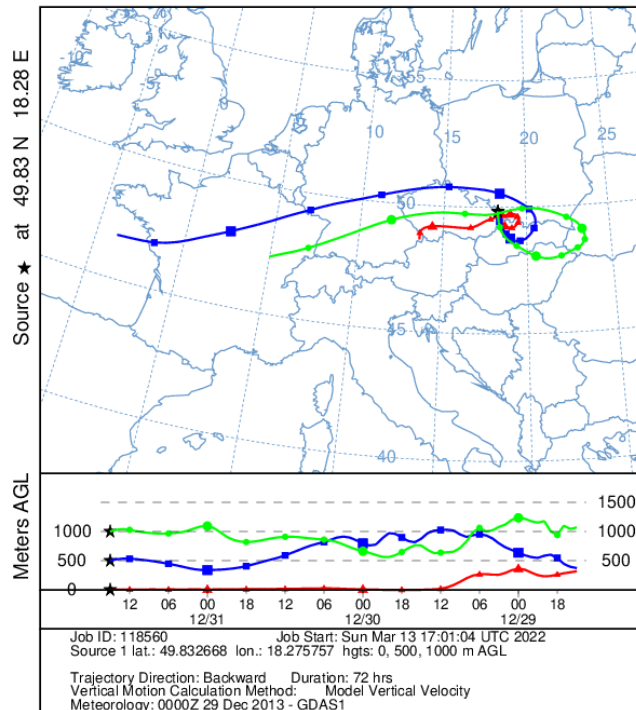 Source ★ at 49.83 N 18.28 E
-10
-5
55
10
15
20
25
50
45
40
Meters AGL
1500
1000 1000
500 500
0
12 06 00 18 12 06 00 18 12 06 00 18
12/31 12/30 12/29
Job ID: 118560 Job Start: Sun Mar 13 17:01:04 UTC 2022
Source 1 lat.: 49.832668 lon.: 18.275757 hgts: 0, 500, 1000 m AGL
Trajectory Direction: Backward Duration: 72 hrs
Vertical Motion Calculation Method: Model Vertical Velocity
Meteorology: 0000Z 29 Dec 2013 - GDAS1